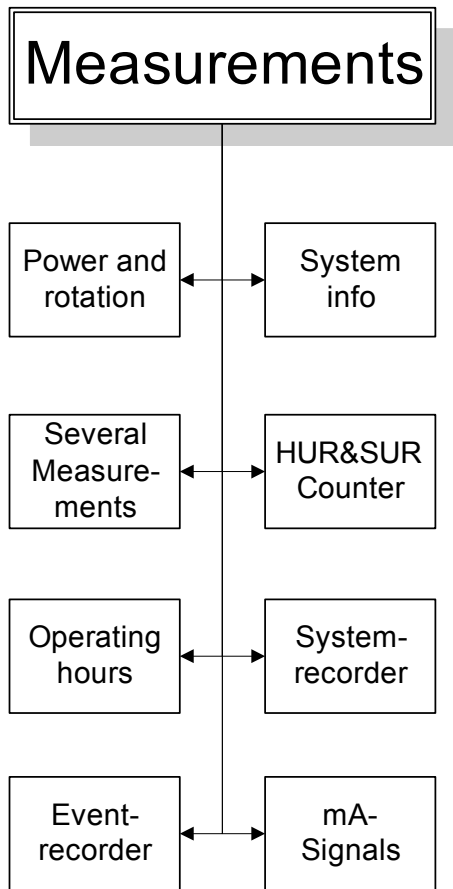 Measurements
Power and
rotation
System
info
Several
Measure-
ments
HUR&SUR
Counter
Operating
hours
System-
recorder
Event-
recorder
mA-
Signals